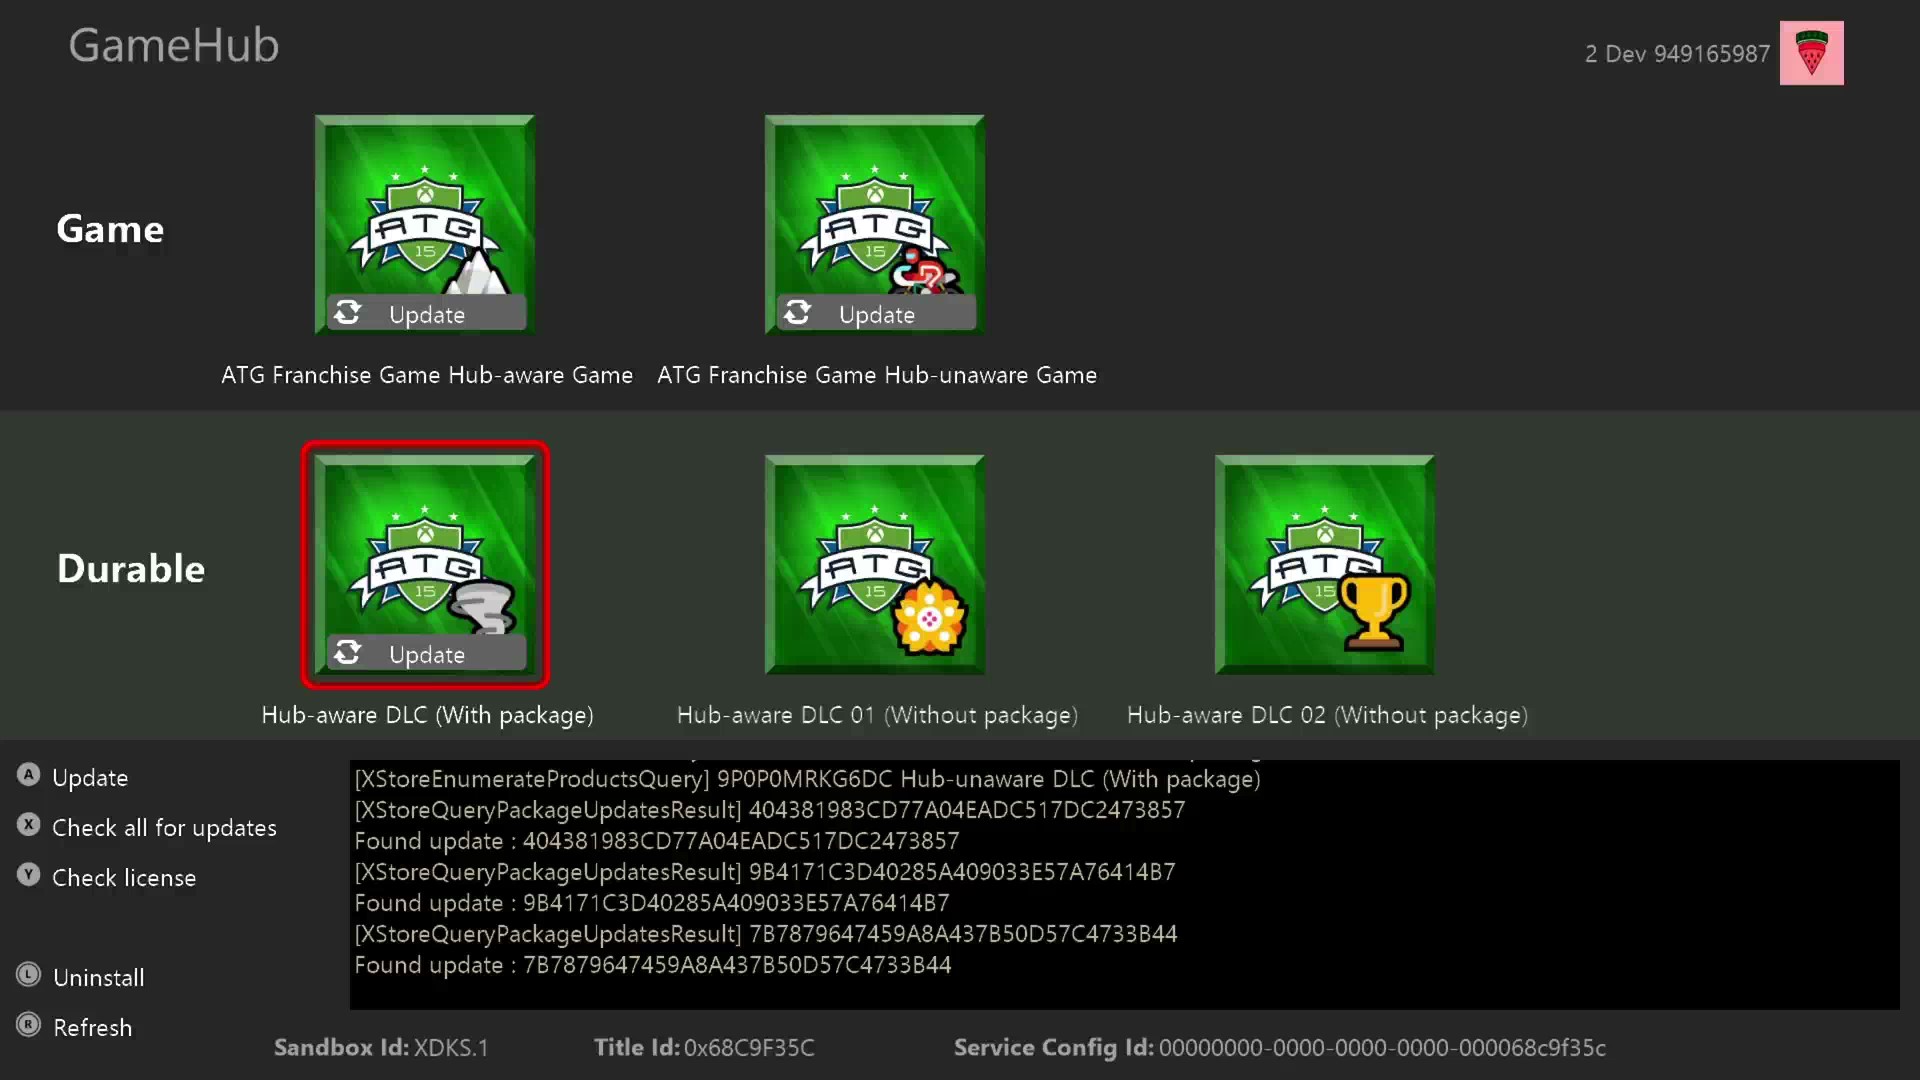 GameHub
2 Dev 949165987
Game
ATG
15
Update
ATG
15
Update
ATG Franchise Game Hub-aware Game
ATG Franchise Game Hub-unaware Game
Durable
ATG
15
Update
ATG
15
ATG
15
Hub-aware DLC (With package)
Hub-aware DLC 01 (Without package)
Hub-aware DLC 02 (Without package)
A Update
X Check all for updates
Y Check license
L Uninstall
R Refresh
[XStoreEnumerateProductsQuery] 9P0P0MRKG6DC Hub-unaware DLC (With package)
[XStoreQueryPackageUpdatesResult] 404381983CD77A04EADC517DC2473857
Found update : 404381983CD77A04EADC517DC2473857
[XStoreQueryPackageUpdatesResult] 9B4171C3D40285A409033E57A76414B7
Found update : 9B4171C3D40285A409033E57A76414B7
[XStoreQueryPackageUpdatesResult] 7B7879647459A8A437B50D57C4733B44
Found update : 7B7879647459A8A437B50D57C4733B44
Sandbox Id: XDKS.1
Title Id: 0x68C9F35C
Service Config Id: 00000000-0000-0000-0000-000068c9f35c